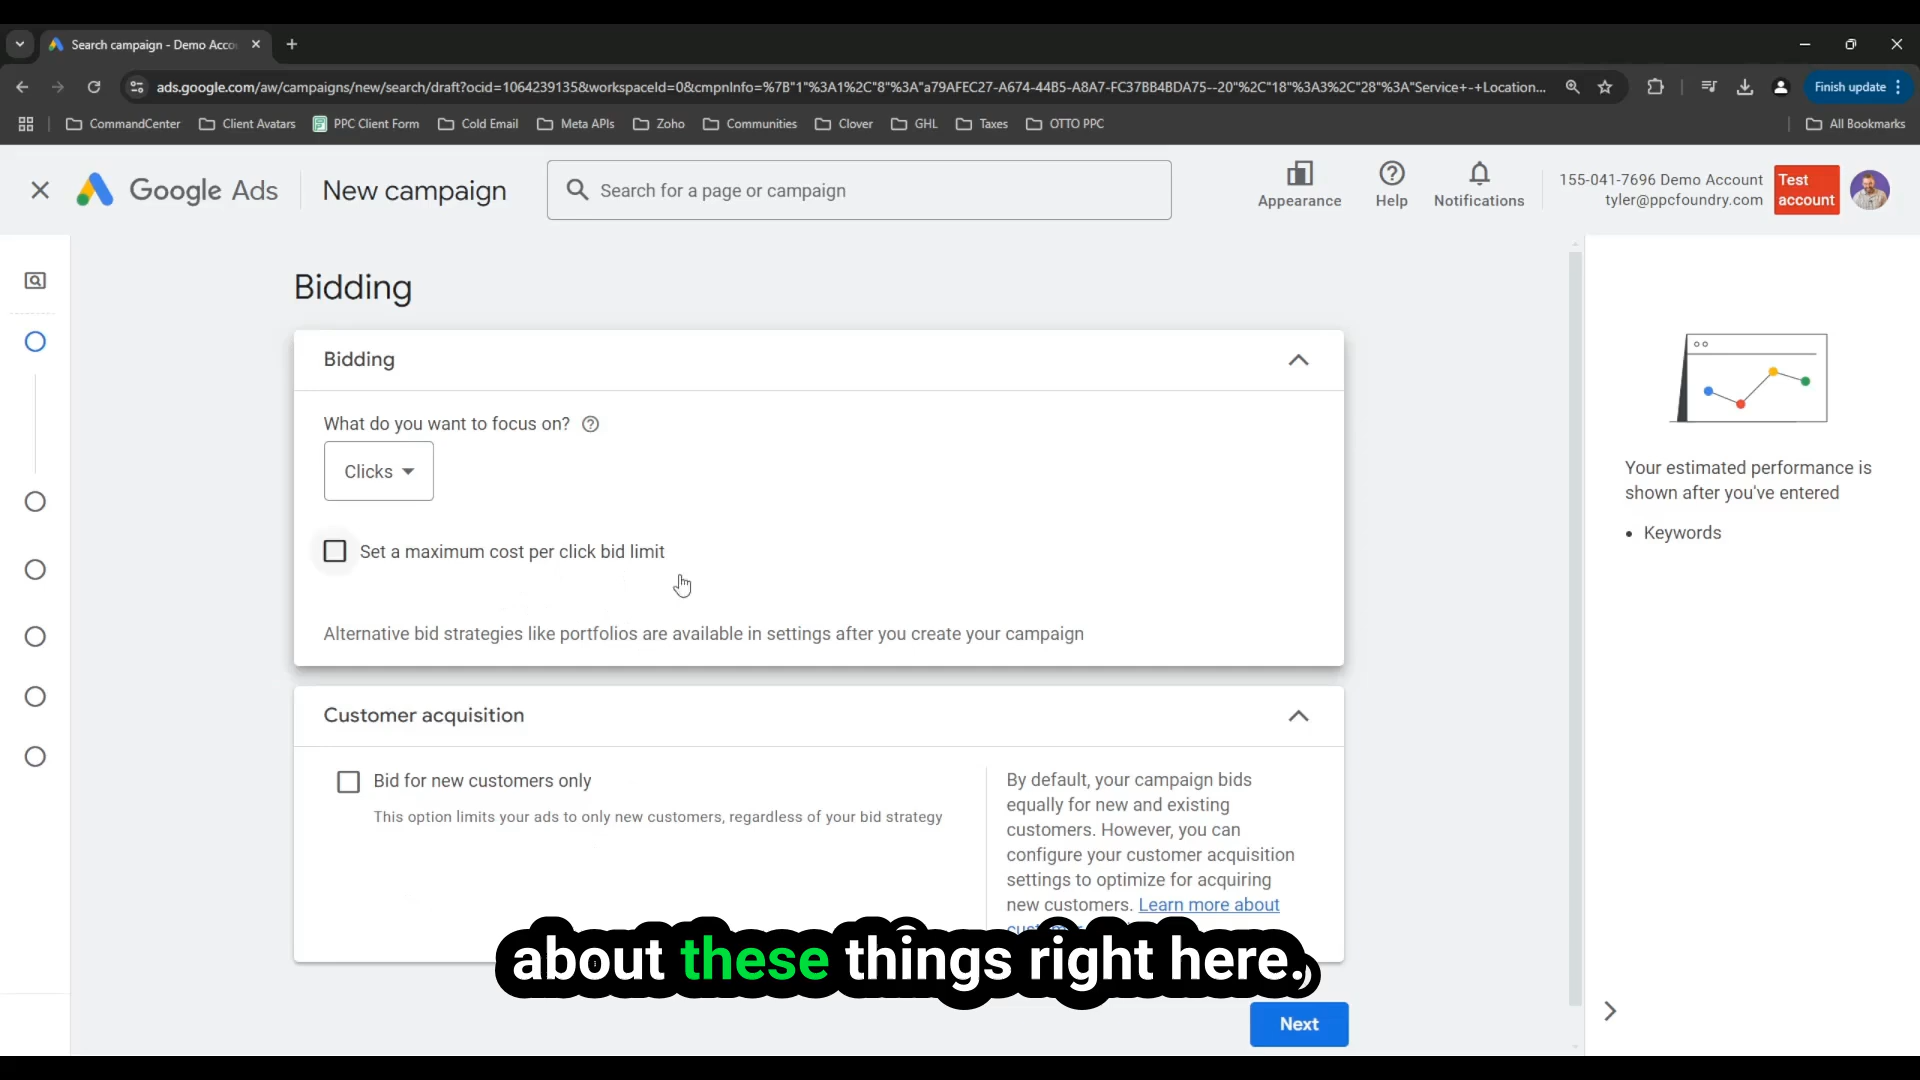 Search campaign - Demo Acco
ads.google.com/aw/campaigns/new/search/draft?ocid=1064239135&workspaceId=0&cmpnInfo=%7B"1"%3A1%2C"8"%3A"a79AFEC27-A674-44B5-A8A7-FC37BB4BDA75--20"%2C"18"%3A3%2C"28"%3A"Service+-+Location...
Finish update
CommandCenter
Client Avatars
PPC Client Form
Cold Email
Meta APIs
Zoho
Communities
Clover
GHL
Taxes
OTTO PPC
All Bookmarks
Google Ads
New campaign
Search for a page or campaign
Appearance
Help
Notifications
155-041-7696 Demo Account
tyler@ppcfoundry.com
Test
account
Bidding
Bidding
What do you want to focus on?
Clicks
Set a maximum cost per click bid limit
Alternative bid strategies like portfolios are available in settings after you create your campaign
Customer acquisition
Bid for new customers only
This option limits your ads to only new customers, regardless of your bid strategy
By default, your campaign bids
equally for new and existing
customers. However, you can
configure your customer acquisition
settings to optimize for acquiring
new customers. Learn more about
about these things right here.
Next
Your estimated performance is
shown after you've entered
• Keywords